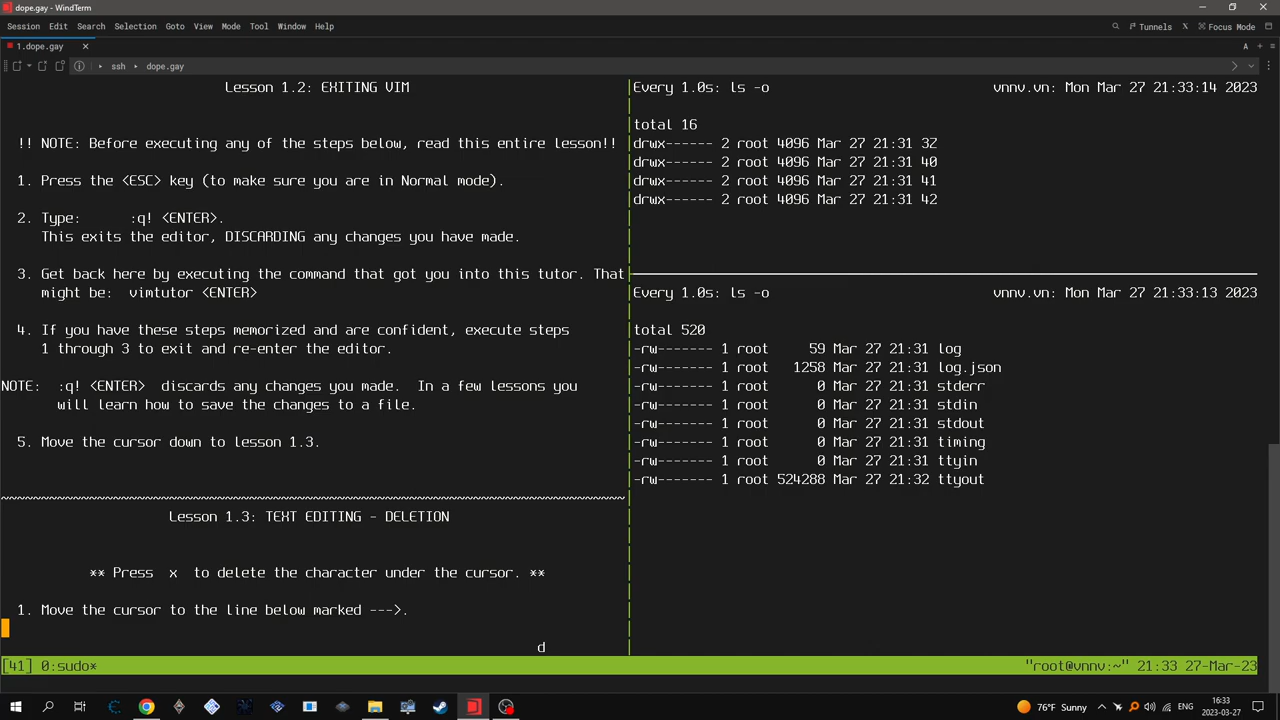 dope.gay - WindTerm
Session Edit Search Selection Goto View Mode Tool Window Help
Tunnels X Focus Mode
1.dope.gay
A
ssh dope.gay
Lesson 1.2: EXITING VIM
!! NOTE: Before executing any of the steps below, read this entire lesson!!
1. Press the <ESC> key (to make sure you are in Normal mode).
2. Type: :q! <ENTER>.
This exits the editor, DISCARDING any changes you have made.
3. Get back here by executing the command that got you into this tutor. That
might be: vimtutor <ENTER>
4. If you have these steps memorized and are confident, execute steps
1 through 3 to exit and re-enter the editor.
NOTE: :q! <ENTER> discards any changes you made. In a few lessons you
will learn how to save the changes to a file.
5. Move the cursor down to lesson 1.3.
~~~~~~~~~~~~~~~~~~~~~~~~~~~~~~~~~~~~~~~~~~~~~~~~~~~~~~~~~~~~~~~~~~~~~~~~~~~~~~
Lesson 1.3: TEXT EDITING - DELETION
** Press x to delete the character under the cursor. **
1. Move the cursor to the line below marked --->.
d
Every 1.0s: ls -o vnnv.vn: Mon Mar 27 21:33:14 2023
total 16
drwx------ 2 root 4096 Mar 27 21:31 3Z
drwx------ 2 root 4096 Mar 27 21:31 40
drwx------ 2 root 4096 Mar 27 21:31 41
drwx------ 2 root 4096 Mar 27 21:31 42
Every 1.0s: ls -o vnnv.vn: Mon Mar 27 21:33:13 2023
total 520
-rw------- 1 root 59 Mar 27 21:31 log
-rw------- 1 root 1258 Mar 27 21:31 log.json
-rw------- 1 root 0 Mar 27 21:31 stderr
-rw------- 1 root 0 Mar 27 21:31 stdin
-rw------- 1 root 0 Mar 27 21:31 stdout
-rw------- 1 root 0 Mar 27 21:31 timing
-rw------- 1 root 0 Mar 27 21:31 ttyin
-rw------- 1 root 524288 Mar 27 21:32 ttyout
[41] 0:sudo* "root@vnnv:~" 21:33 27-Mar-23
76°F Sunny ENG 16:33
2023-03-27